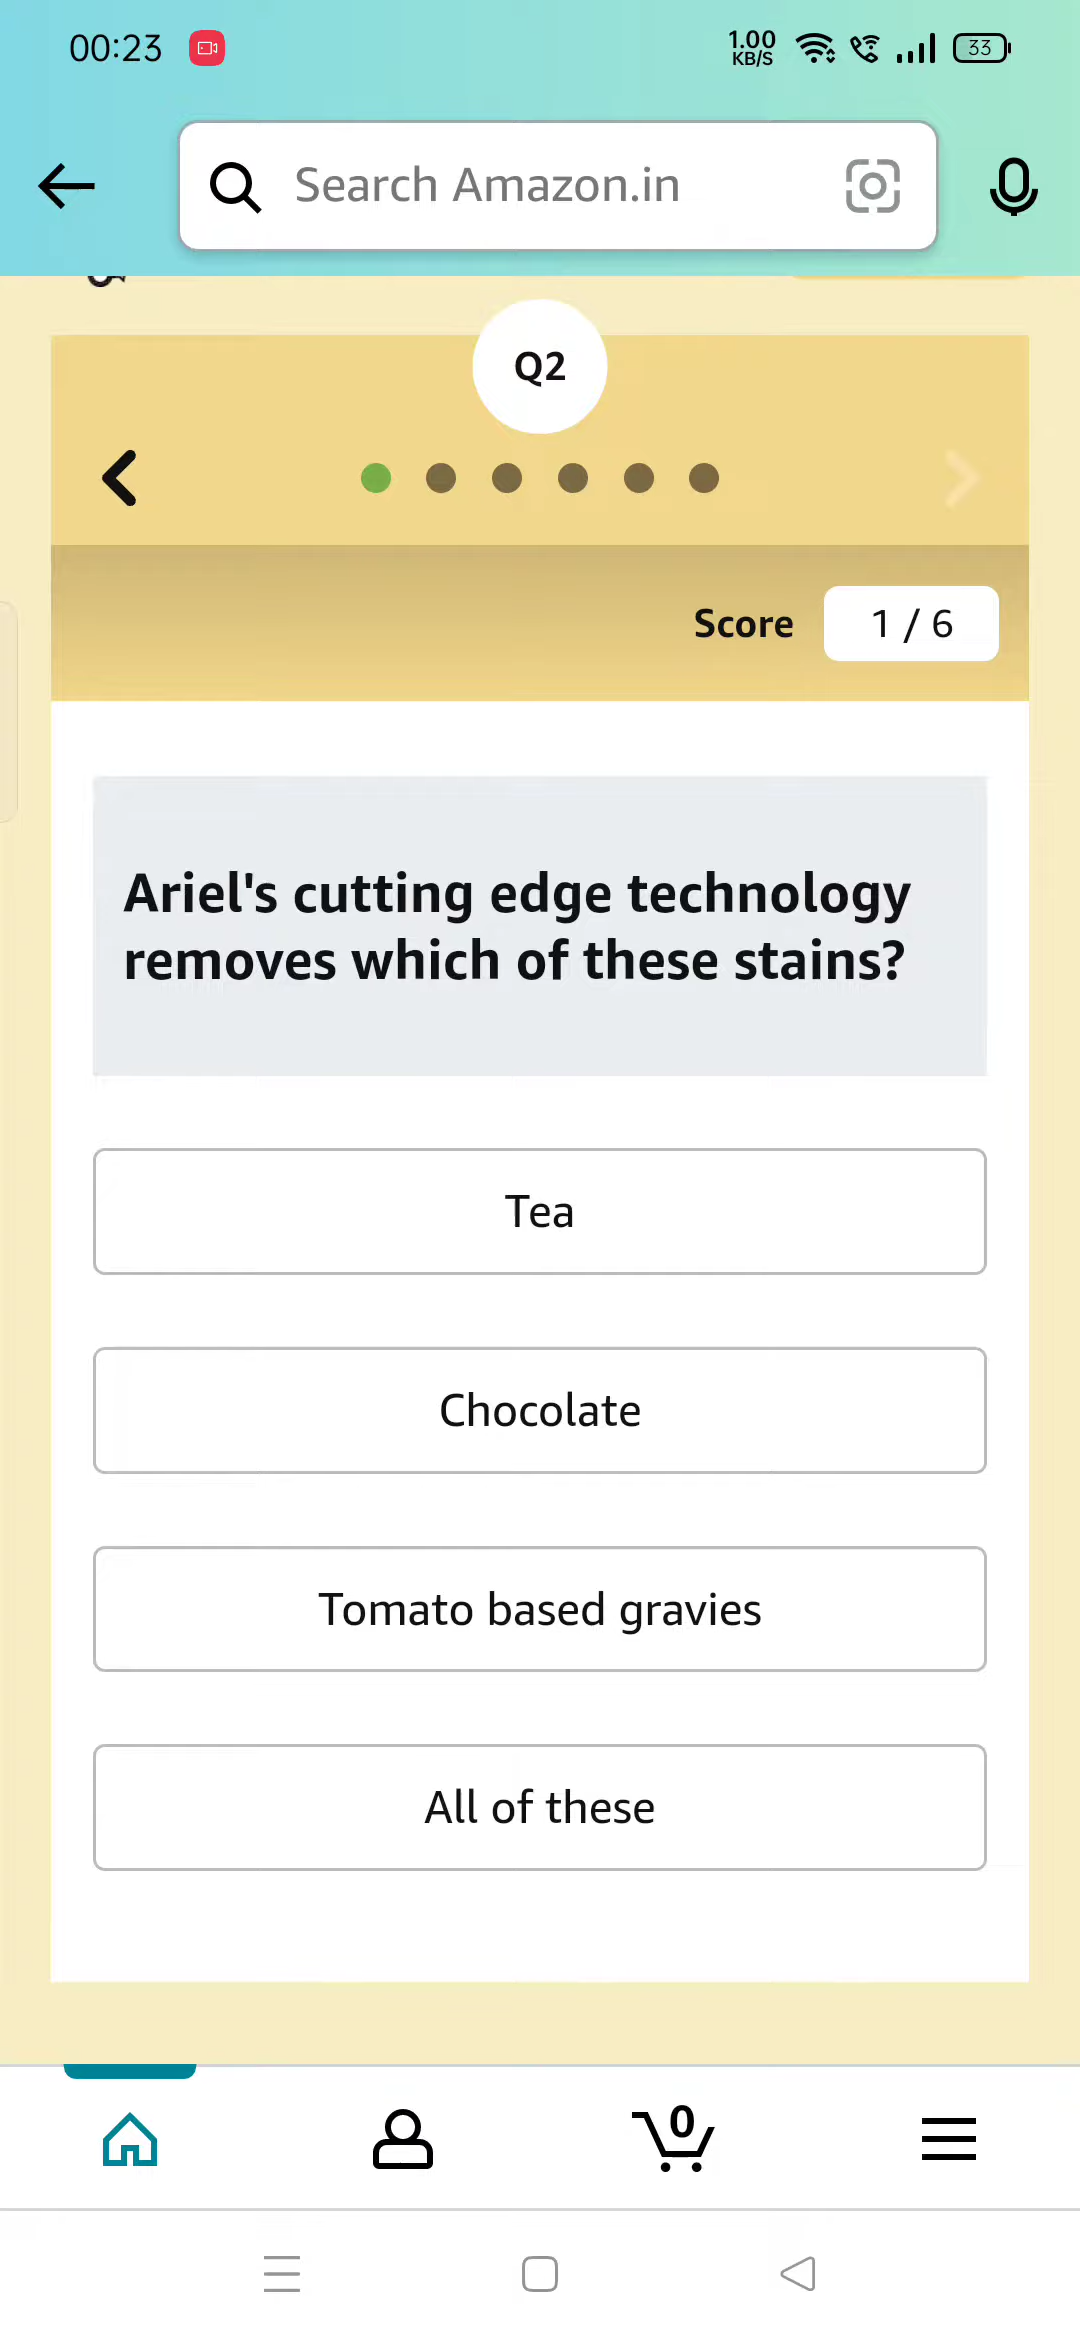 00:23
1.00
KB/S
33
Search Amazon.in
Q2
Score
1 / 6
Ariel's cutting edge technology
removes which of these stains?
Tea
Chocolate
Tomato based gravies
All of these
0